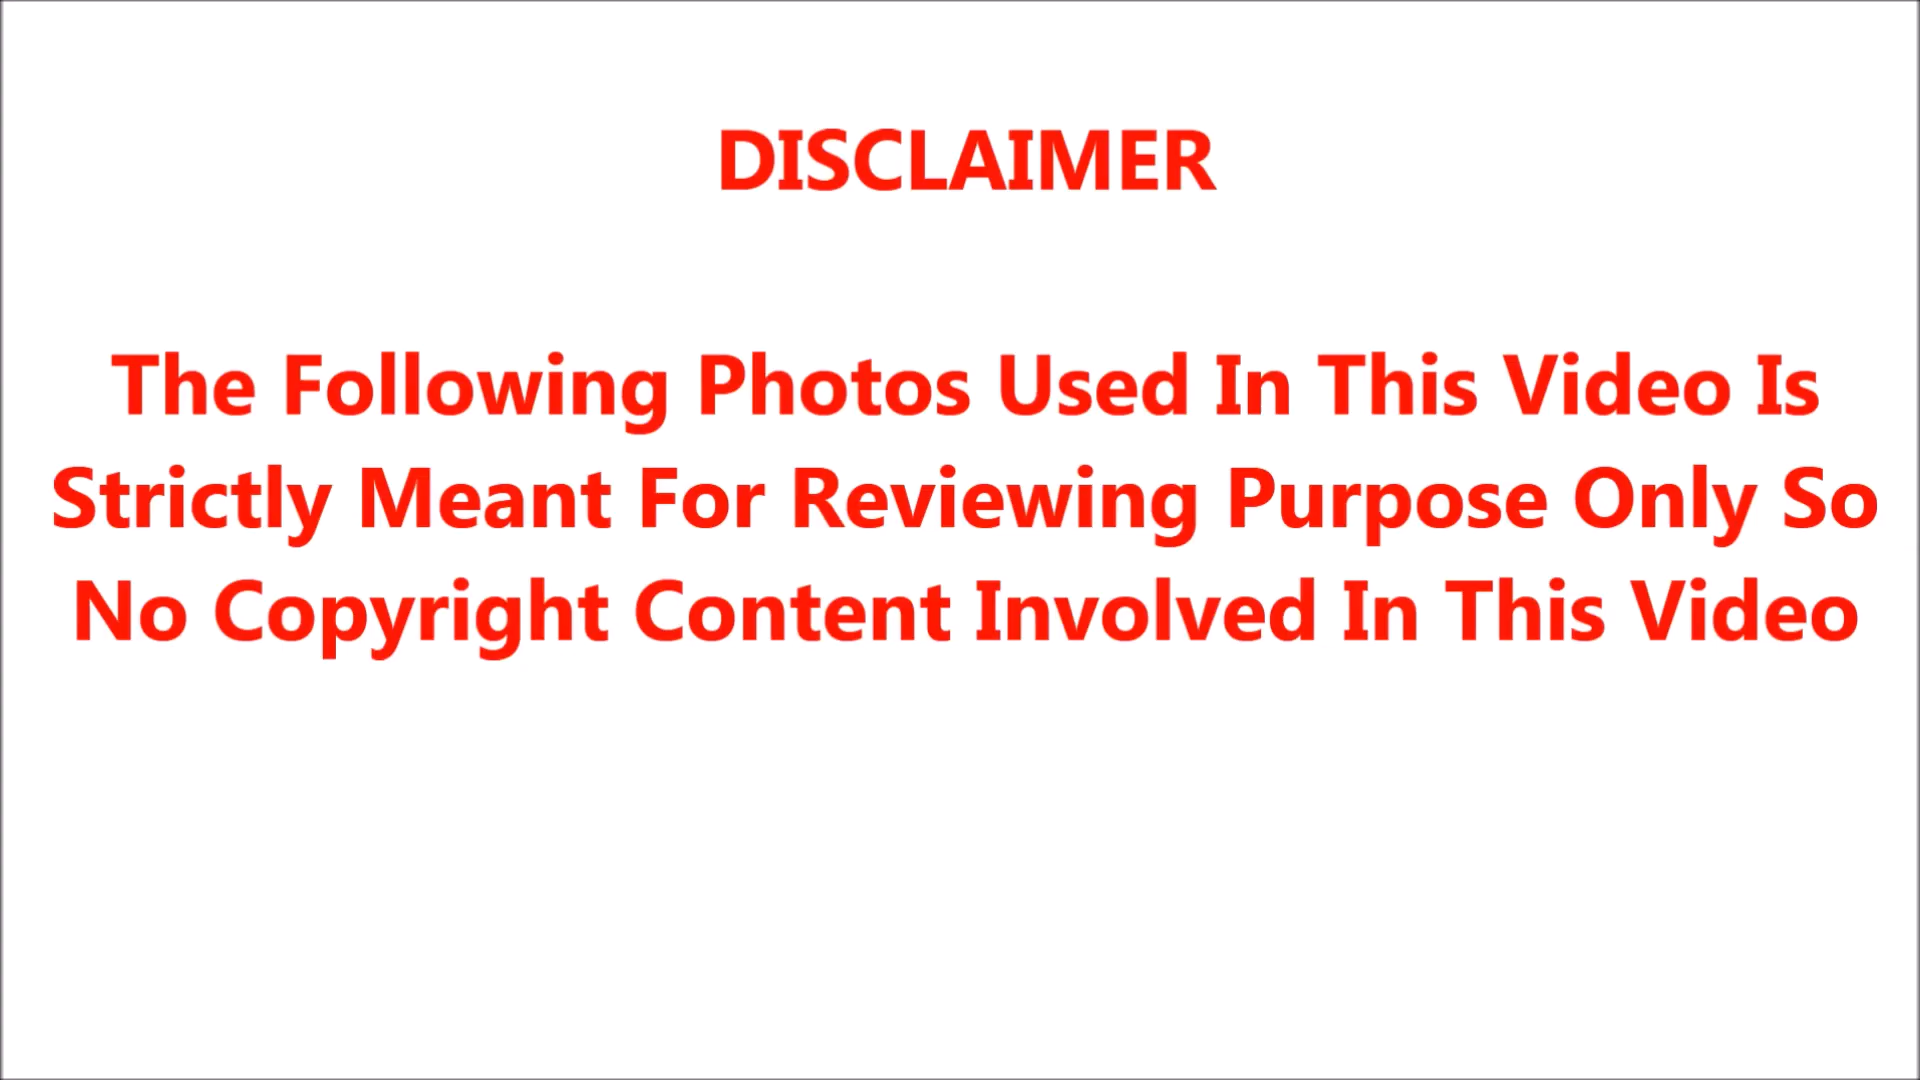 DISCLAIMER
The Following Photos Used In This Video Is
Strictly Meant For Reviewing Purpose Only So
No Copyright Content Involved In This Video